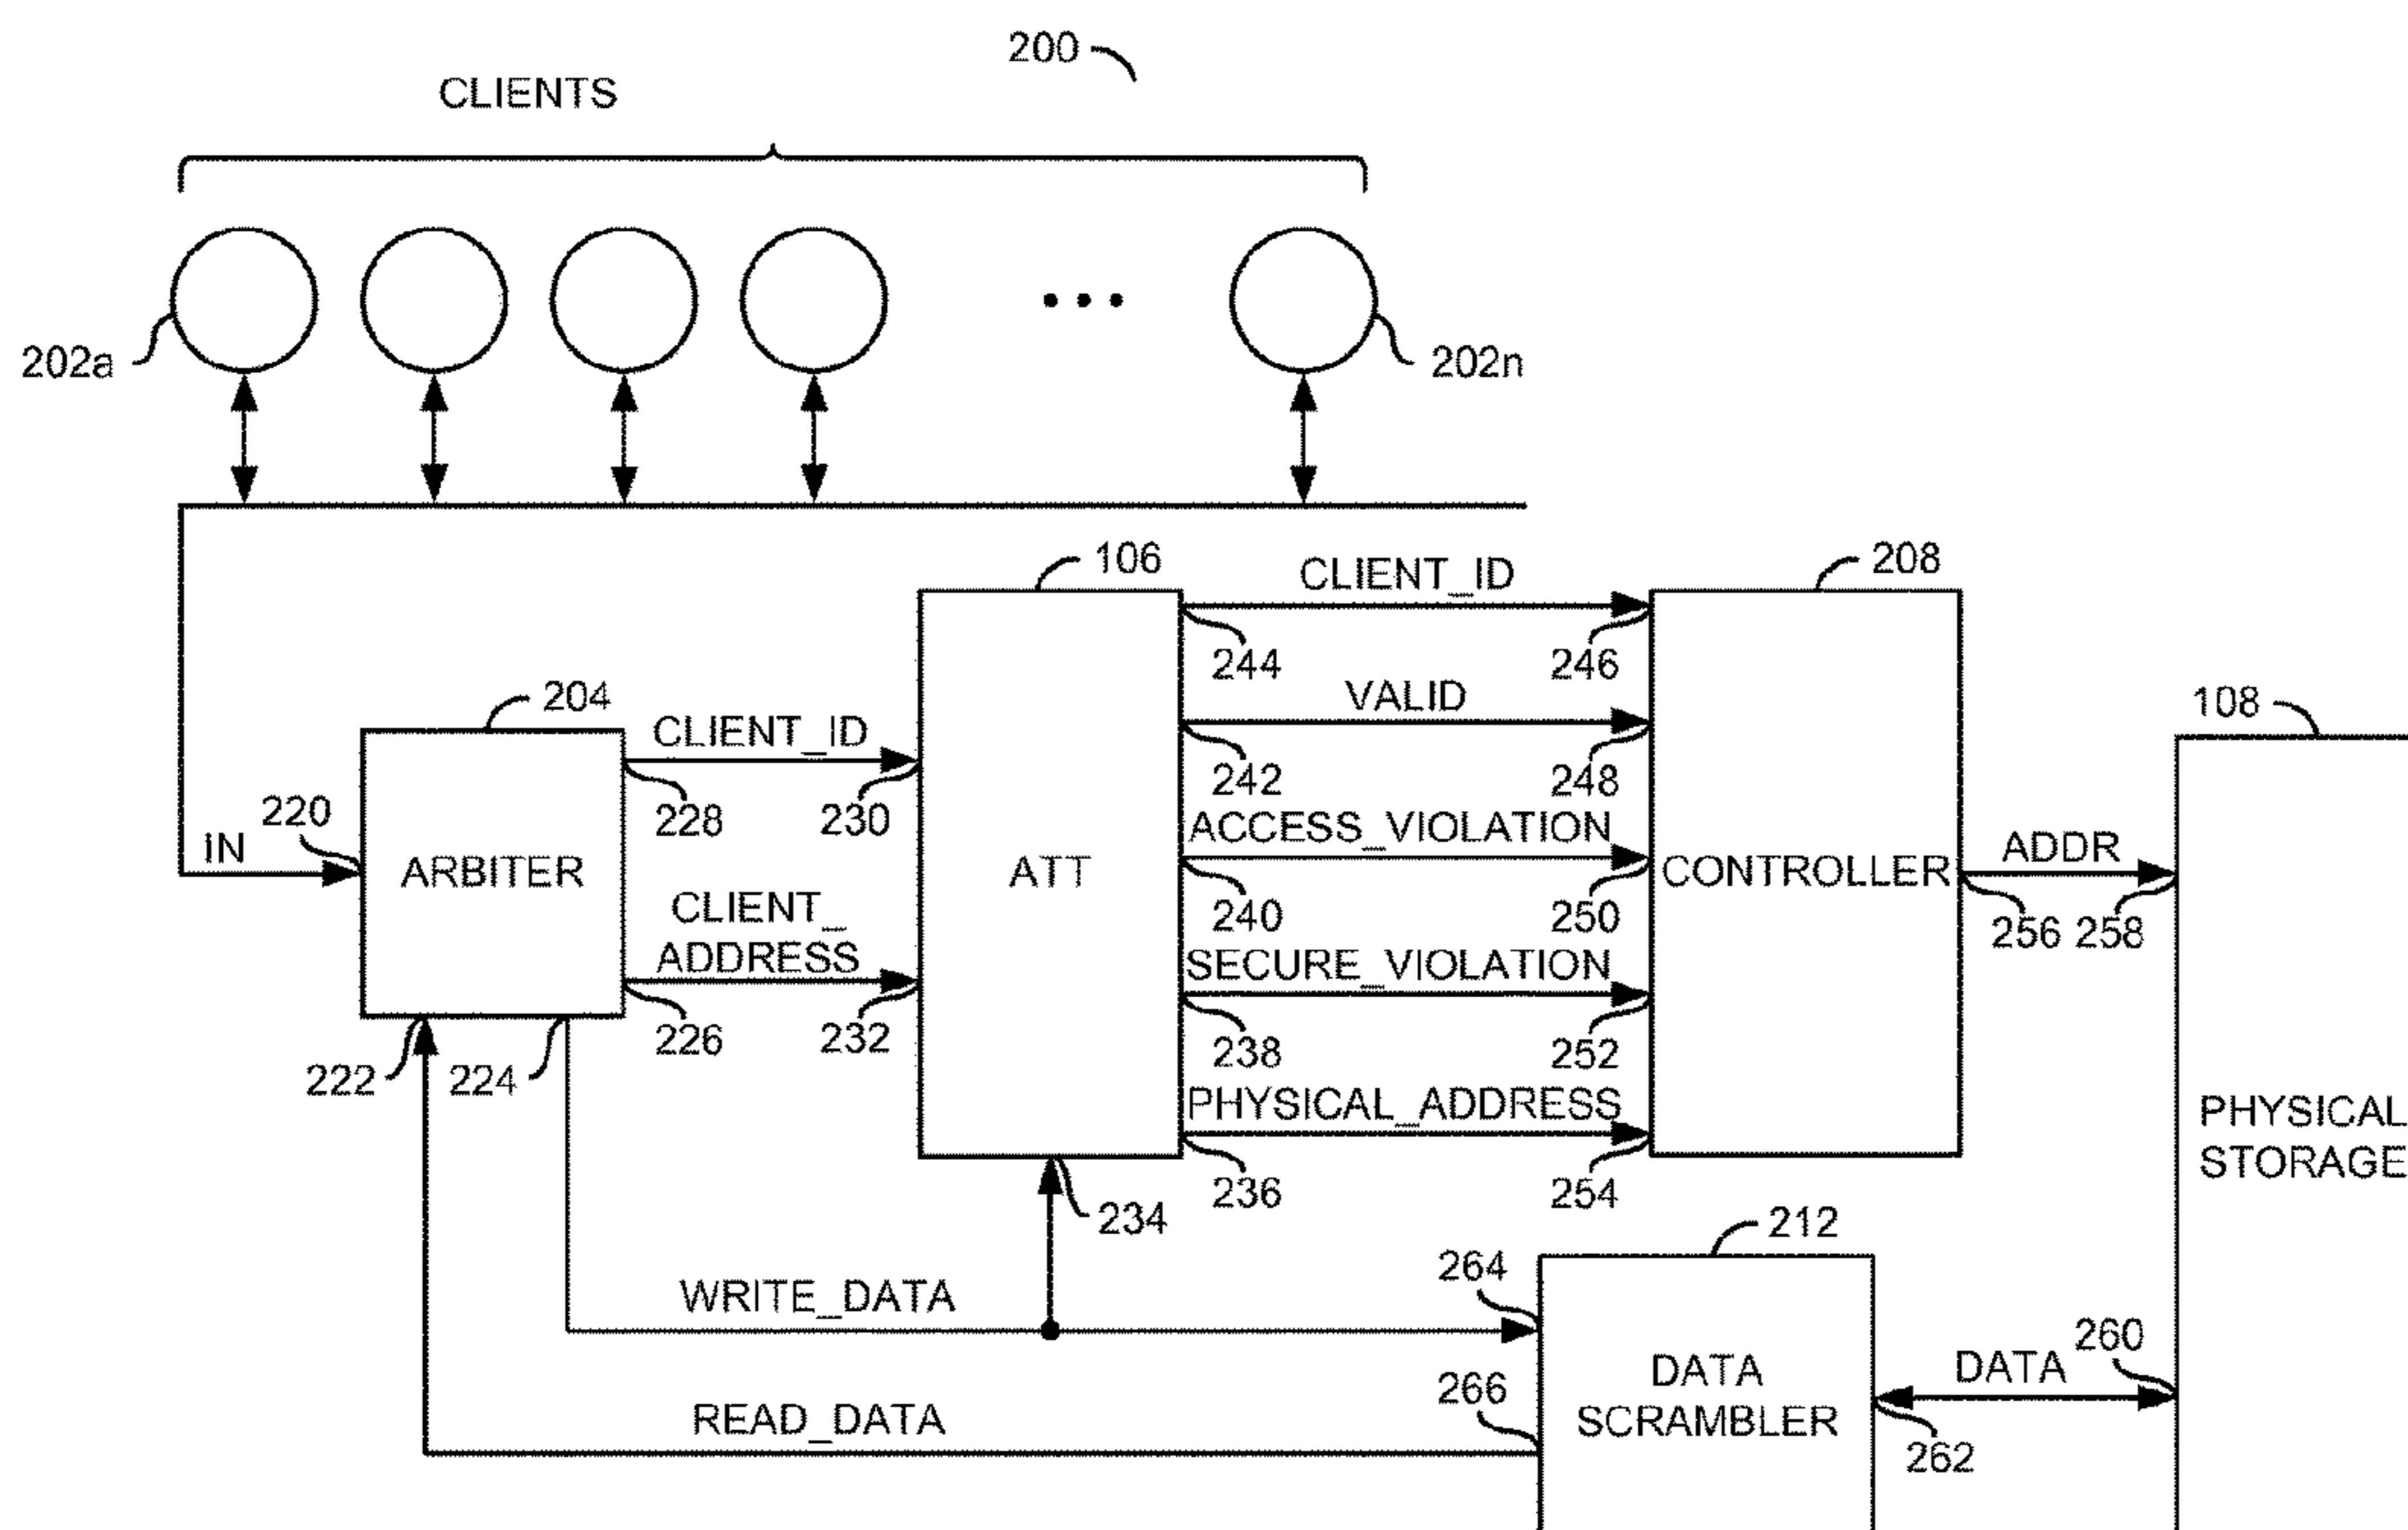 200
CLIENTS
202a
202n
106
CLIENT_ID
208
244
246
204
VALID
108
CLIENT_ID
242
248
220
228
230
ACCESS_VIOLATION
IN
ARBITER
ATT
CONTROLLER
ADDR
CLIENT_
ADDRESS
240
250
256
258
SECURE_VIOLATION
222
224
226
232
238
252
PHYSICAL_ADDRESS
PHYSICAL
STORAGE
236
254
234
212
WRITE_DATA
264
260
DATA
SCRAMBLER
DATA
READ_DATA
266
262